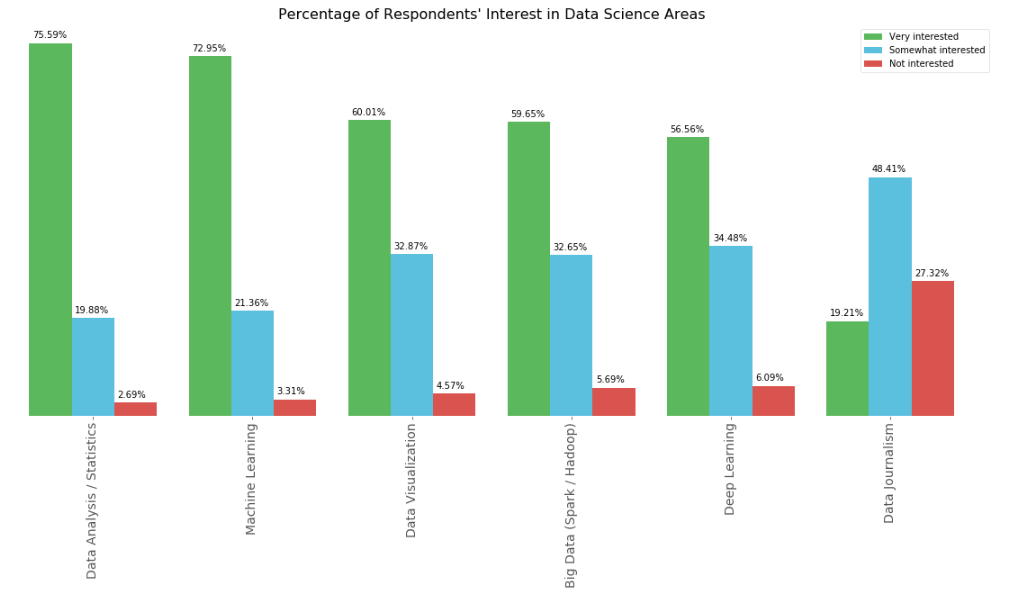 Percentage of Respondents' Interest in Data Science Areas
Very interested
Somewhat interested
Not interested
75.59%
19.88%
2.69%
72.95%
21.36%
3.31%
60.01%
32.87%
4.57%
59.65%
32.65%
5.69%
56.56%
34.48%
6.09%
19.21%
48.41%
27.32%
Data Analysis / Statistics
Machine Learning
Data Visualization
Big Data (Spark / Hadoop)
Deep Learning
Data Journalism